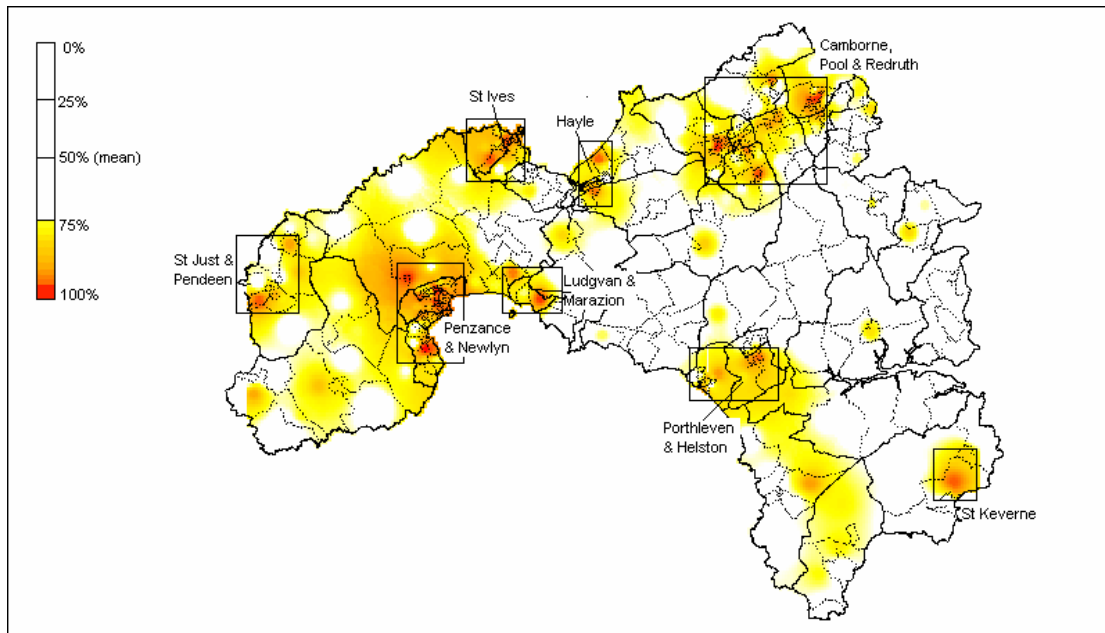 0%
25%
50% (mean)
75%
100%
Camborne,
Pool & Redruth
St Ives
Hayle
St Just &
Pendeen
Ludgvan &
Marazion
Penzance
& Newlyn
Porthleven
& Helston
St Keverne